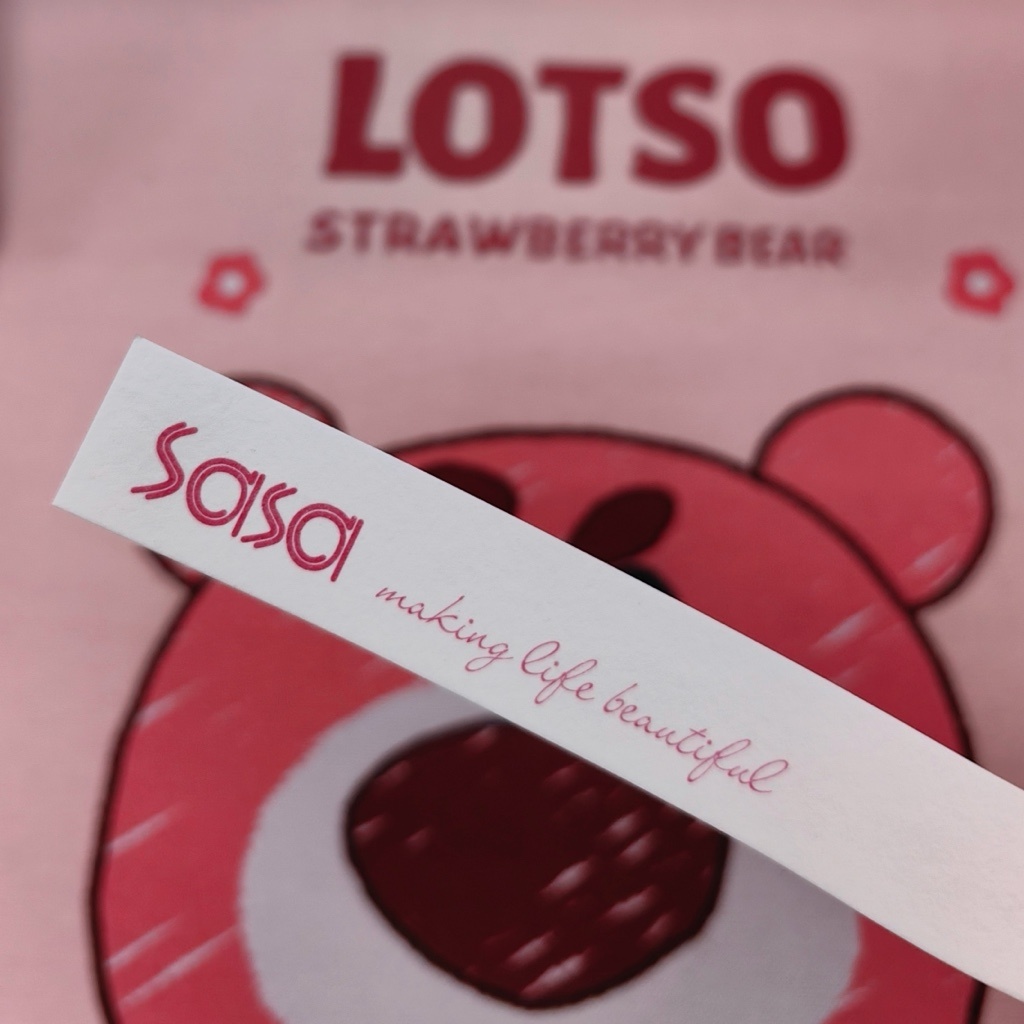 LOTSO
STRAWBERRY BEAR
sasa
making life beautiful